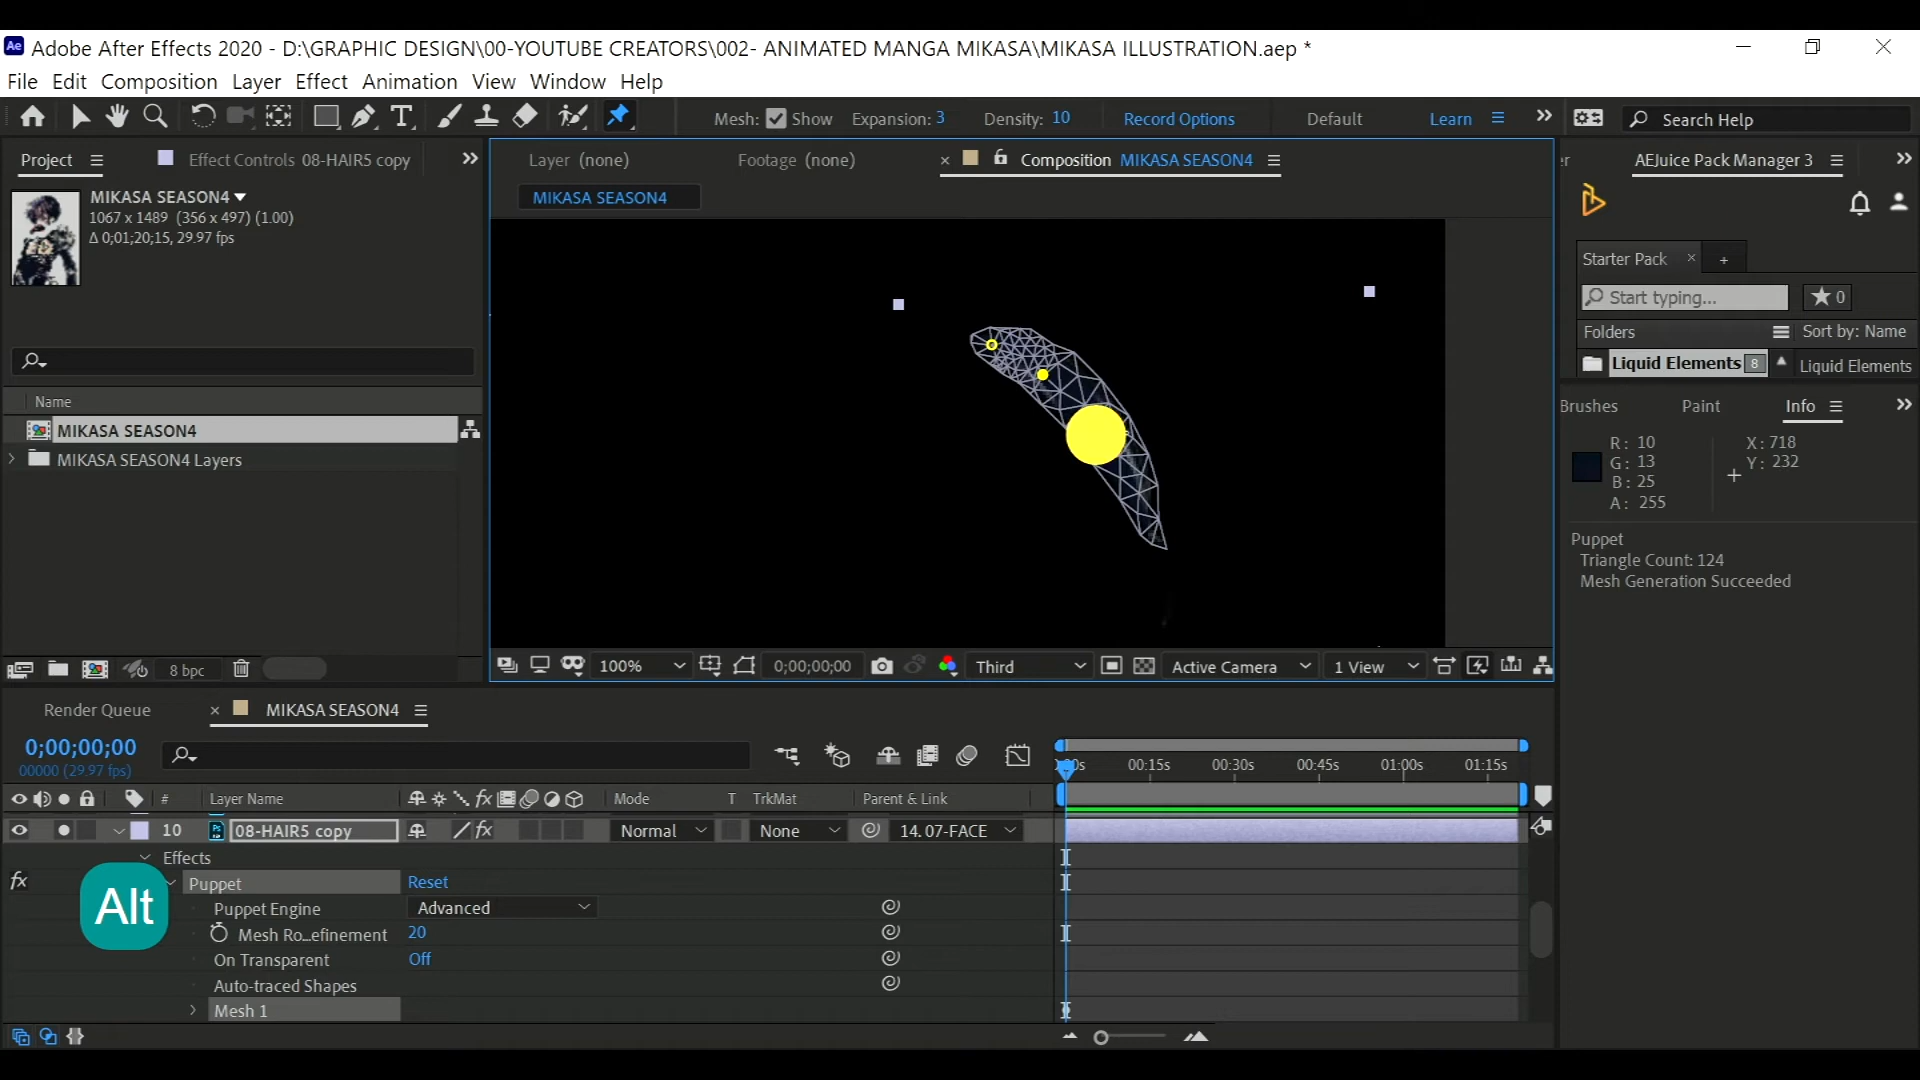 Ae Adobe After Effects 2020 - D:\GRAPHIC DESIGN\00-YOUTUBE CREATORS\002- ANIMATED MANGA MIKASA\MIKASA ILLUSTRATION.aep *
File Edit Composition Layer Effect Animation View Window Help
Mesh: Show Expansion: 3 Density: 10 Record Options Default Learn Search Help
Project Effect Controls 08-HAIR5 copy
Layer (none) Footage (none) Composition MIKASA SEASON4
er AEJuice Pack Manager 3
MIKASA SEASON4
1067 x 1489 (356 x 497) (1.00)
Δ 0;01;20;15, 29.97 fps
MIKASA SEASON4
Starter Pack +
Start typing... 0
Folders Sort by: Name
Liquid Elements 8 Liquid Elements
Name
MIKASA SEASON4
MIKASA SEASON4 Layers
Brushes Paint Info
R: 10 X: 718
G: 13 Y: 232
B: 25
A: 255
Puppet
Triangle Count: 124
Mesh Generation Succeeded
8 bpc
100% 0;00;00;00 Third Active Camera 1 View
Render Queue MIKASA SEASON4
0;00;00;00
00000 (29.97 fps)
00:15s 00:30s 00:45s 01:00s 01:15s
# Layer Name fx Mode T TrkMat Parent & Link
10 Ps 08-HAIR5 copy fx Normal None 14. 07-FACE
Effects
fx Puppet Reset
Puppet Engine Advanced
Mesh Ro...efinement 20
On Transparent Off
Auto-traced Shapes
Mesh 1
Alt